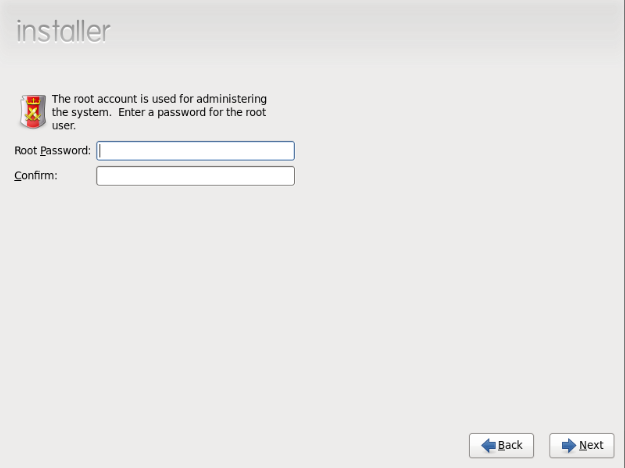 installer
The root account is used for administering
the system.  Enter a password for the root
user.
Root Password:
Confirm:
Back
Next